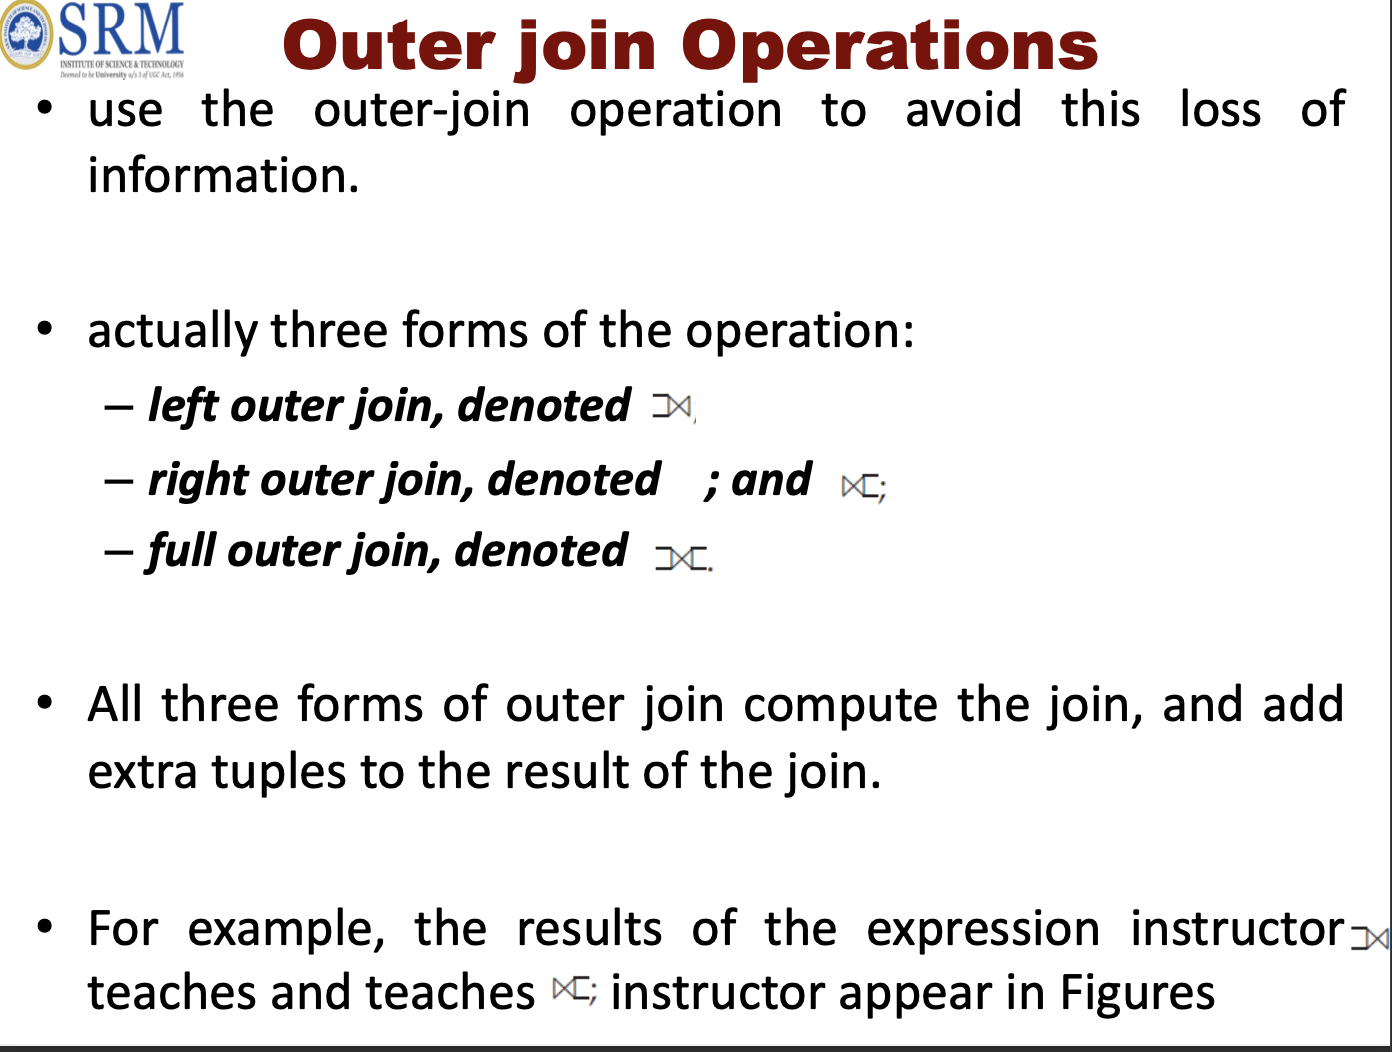 SRM
INSTITUTE OF SCIENCE & TECHNOLOGY
Deemed to be University u/s 3 of UGC Act, 1956
Outer join Operations
• use the outer-join operation to avoid this loss of
information.
• actually three forms of the operation:
– left outer join, denoted ⟕,
– right outer join, denoted ; and ⟖;
– full outer join, denoted ⟗.
• All three forms of outer join compute the join, and add
extra tuples to the result of the join.
• For example, the results of the expression instructor ⟕
teaches and teaches ⟖; instructor appear in Figures